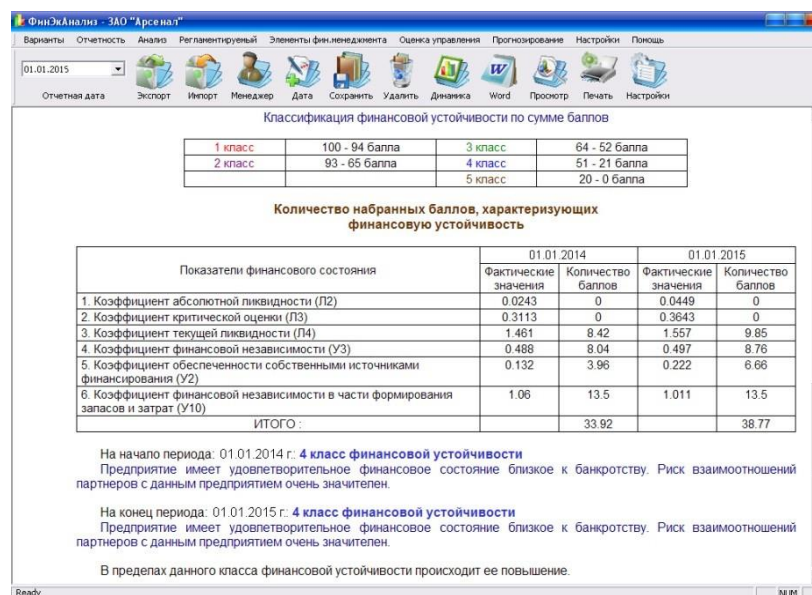 ФинЭкАнализ - ЗАО "Арсенал"
Варианты Отчетность Анализ Регламентируемый Элементы фин.менеджмента Оценка управления Прогнозирование Настройки Помощь
01.01.2015
Отчетная дата Экспорт Импорт Менеджер Дата Сохранить Удалить Динамика Word Просмотр Печать Настройки
Классификация финансовой устойчивости по сумме баллов
1 класс 100 - 94 балла 3 класс 64 - 52 балла
2 класс 93 - 65 балла 4 класс 51 - 21 балла
5 класс 20 - 0 балла
Количество набранных баллов, характеризующих
финансовую устойчивость
Показатели финансового состояния 01.01.2014 01.01.2015
Фактические значения Количество баллов Фактические значения Количество баллов
1. Коэффициент абсолютной ликвидности (Л2) 0.0243 0 0.0449 0
2. Коэффициент критической оценки (Л3) 0.3113 0 0.3643 0
3. Коэффициент текущей ликвидности (Л4) 1.461 8.42 1.557 9.85
4. Коэффициент финансовой независимости (У3) 0.488 8.04 0.497 8.76
5. Коэффициент обеспеченности собственными источниками
финансирования (У2) 0.132 3.96 0.222 6.66
6. Коэффициент финансовой независимости в части формирования
запасов и затрат (У10) 1.06 13.5 1.011 13.5
ИТОГО : 33.92 38.77
На начало периода: 01.01.2014 г.: 4 класс финансовой устойчивости
Предприятие имеет удовлетворительное финансовое состояние близкое к банкротству. Риск взаимоотношений
партнеров с данным предприятием очень значителен.
На конец периода: 01.01.2015 г.: 4 класс финансовой устойчивости
Предприятие имеет удовлетворительное финансовое состояние близкое к банкротству. Риск взаимоотношений
партнеров с данным предприятием очень значителен.
В пределах данного класса финансовой устойчивости происходит ее повышение.
Ready NUM